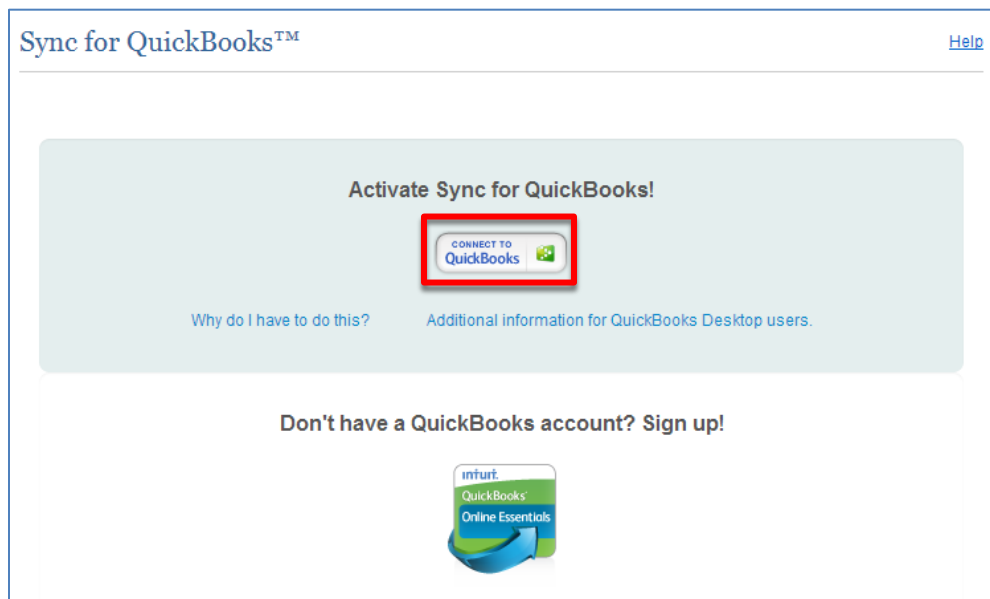 Sync for QuickBooks™
Help
Activate Sync for QuickBooks!
CONNECT TO
QuickBooks
Why do I have to do this?
Additional information for QuickBooks Desktop users.
Don't have a QuickBooks account? Sign up!
intuit.
QuickBooks
Online Essentials